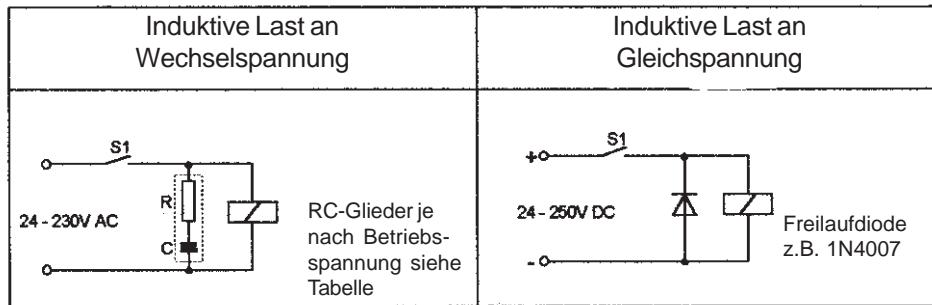 Induktive Last an
Wechselspannung
Induktive Last an
Gleichspannung
S1
R
24 - 230V AC
C
RC-Glieder je
nach Betriebs-
spannung siehe
Tabelle
S1
+
24 - 250V DC
-
Freilaufdiode
z.B. 1N4007